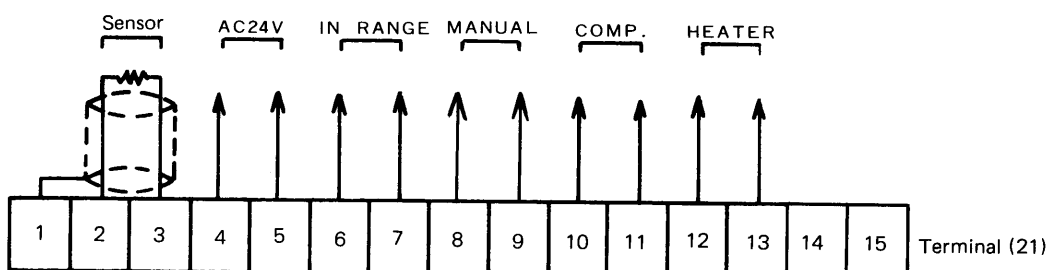 Sensor AC24V IN RANGE MANUAL COMP. HEATER
1 2 3 4 5 6 7 8 9 10 11 12 13 14 15 Terminal (21)